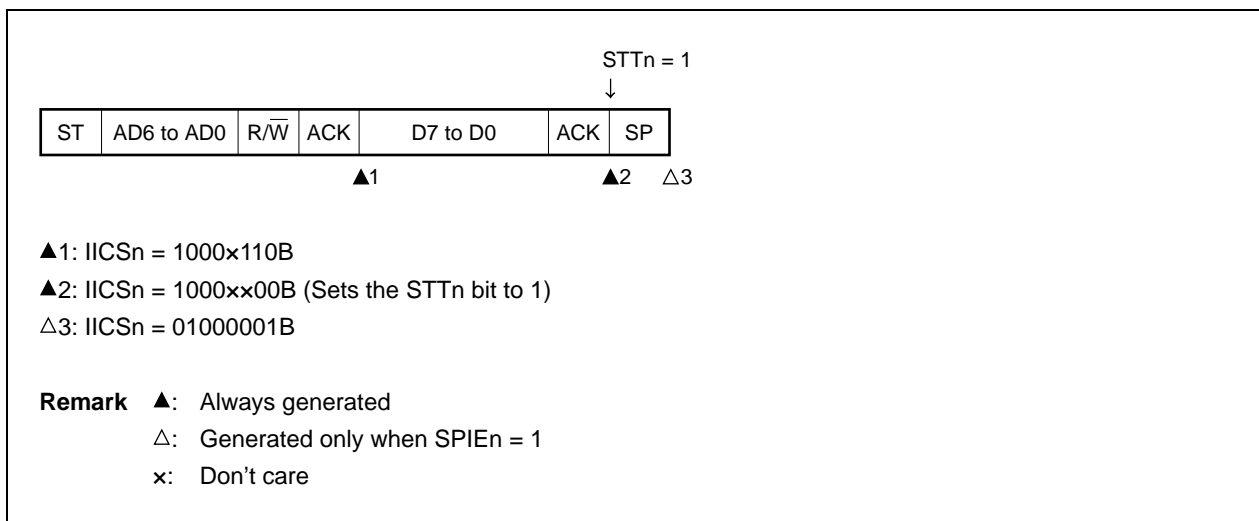 STTn = 1
↓
ST AD6 to AD0 R/W̅ ACK D7 to D0 ACK SP
▲1 ▲2 △3
▲1: IICSn = 1000×110B
▲2: IICSn = 1000××00B (Sets the STTn bit to 1)
△3: IICSn = 01000001B
Remark ▲: Always generated
△: Generated only when SPIEn = 1
×: Don't care